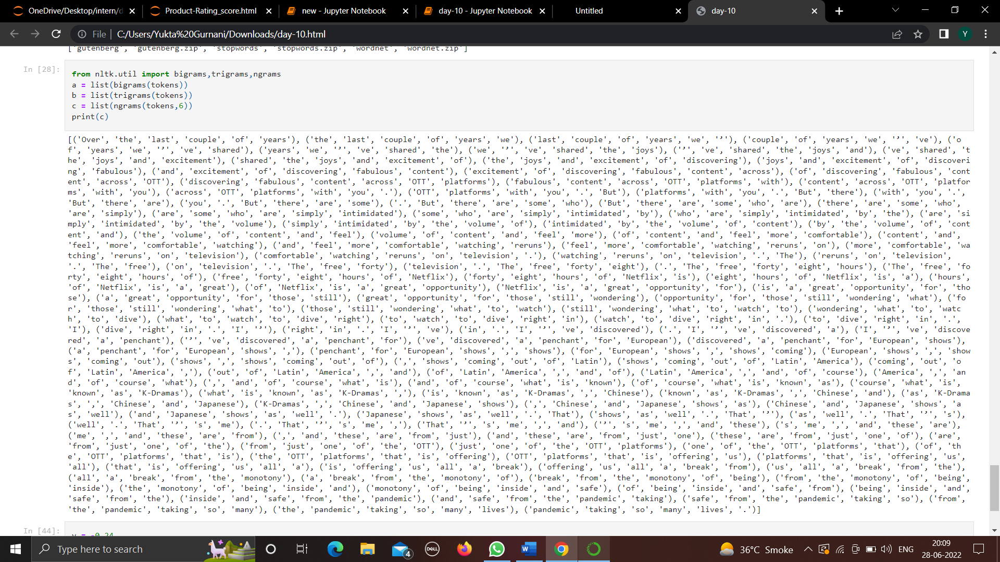 OneDrive/Desktop/intern/d
Product-Rating_score.html
new - Jupyter Notebook
day-10 - Jupyter Notebook
Untitled
day-10
File | C:/Users/Yukta%20Gurnani/Downloads/day-10.html
Y
['gutenberg', 'gutenberg.zip', 'stopwords', 'stopwords.zip', 'wordnet', 'wordnet.zip']
In [28]:
from nltk.util import bigrams,trigrams,ngrams
a = list(bigrams(tokens))
b = list(trigrams(tokens))
c = list(ngrams(tokens,6))
print(c)
[('Over', 'the', 'last', 'couple', 'of', 'years'), ('the', 'last', 'couple', 'of', 'years', 'we'), ('last', 'couple', 'of', 'years', 'we', '’'), ('couple', 'of', 'years', 'we', '’', 've'), ('o
f', 'years', 'we', '’', 've', 'shared'), ('years', 'we', '’', 've', 'shared', 'the'), ('we', '’', 've', 'shared', 'the', 'joys'), ('’', 've', 'shared', 'the', 'joys', 'and'), ('ve', 'shared', 't
he', 'joys', 'and', 'excitement'), ('shared', 'the', 'joys', 'and', 'excitement', 'of'), ('the', 'joys', 'and', 'excitement', 'of', 'discovering'), ('joys', 'and', 'excitement', 'of', 'discoveri
ng', 'fabulous'), ('and', 'excitement', 'of', 'discovering', 'fabulous', 'content'), ('excitement', 'of', 'discovering', 'fabulous', 'content', 'across'), ('of', 'discovering', 'fabulous', 'cont
ent', 'across', 'OTT'), ('discovering', 'fabulous', 'content', 'across', 'OTT', 'platforms'), ('fabulous', 'content', 'across', 'OTT', 'platforms', 'with'), ('content', 'across', 'OTT', 'platfor
ms', 'with', 'you'), ('across', 'OTT', 'platforms', 'with', 'you', '.'), ('OTT', 'platforms', 'with', 'you', '.', 'But'), ('platforms', 'with', 'you', '.', 'But', 'there'), ('with', 'you', '.',
'But', 'there', 'are'), ('you', '.', 'But', 'there', 'are', 'some'), ('.', 'But', 'there', 'are', 'some', 'who'), ('But', 'there', 'are', 'some', 'who', 'are'), ('there', 'are', 'some', 'who',
'are', 'simply'), ('are', 'some', 'who', 'are', 'simply', 'intimidated'), ('some', 'who', 'are', 'simply', 'intimidated', 'by'), ('who', 'are', 'simply', 'intimidated', 'by', 'the'), ('are', 'si
mply', 'intimidated', 'by', 'the', 'volume'), ('simply', 'intimidated', 'by', 'the', 'volume', 'of'), ('intimidated', 'by', 'the', 'volume', 'of', 'content'), ('by', 'the', 'volume', 'of', 'cont
ent', 'and'), ('the', 'volume', 'of', 'content', 'and', 'feel'), ('volume', 'of', 'content', 'and', 'feel', 'more'), ('of', 'content', 'and', 'feel', 'more', 'comfortable'), ('content', 'and',
'feel', 'more', 'comfortable', 'watching'), ('and', 'feel', 'more', 'comfortable', 'watching', 'reruns'), ('feel', 'more', 'comfortable', 'watching', 'reruns', 'on'), ('more', 'comfortable', 'wa
tching', 'reruns', 'on', 'television'), ('comfortable', 'watching', 'reruns', 'on', 'television', '.'), ('watching', 'reruns', 'on', 'television', '.', 'The'), ('reruns', 'on', 'television',
'.', 'The', 'free'), ('on', 'television', '.', 'The', 'free', 'forty'), ('television', '.', 'The', 'free', 'forty', 'eight'), ('.', 'The', 'free', 'forty', 'eight', 'hours'), ('The', 'free', 'fo
rty', 'eight', 'hours', 'of'), ('free', 'forty', 'eight', 'hours', 'of', 'Netflix'), ('forty', 'eight', 'hours', 'of', 'Netflix', 'is'), ('eight', 'hours', 'of', 'Netflix', 'is', 'a'), ('hours',
'of', 'Netflix', 'is', 'a', 'great'), ('of', 'Netflix', 'is', 'a', 'great', 'opportunity'), ('Netflix', 'is', 'a', 'great', 'opportunity', 'for'), ('is', 'a', 'great', 'opportunity', 'for', 'tho
se'), ('a', 'great', 'opportunity', 'for', 'those', 'still'), ('great', 'opportunity', 'for', 'those', 'still', 'wondering'), ('opportunity', 'for', 'those', 'still', 'wondering', 'what'), ('fo
r', 'those', 'still', 'wondering', 'what', 'to'), ('those', 'still', 'wondering', 'what', 'to', 'watch'), ('still', 'wondering', 'what', 'to', 'watch', 'to'), ('wondering', 'what', 'to', 'watc
h', 'to', 'dive'), ('what', 'to', 'watch', 'to', 'dive', 'right'), ('to', 'watch', 'to', 'dive', 'right', 'in'), ('watch', 'to', 'dive', 'right', 'in', '.'), ('to', 'dive', 'right', 'in', '.',
'I'), ('dive', 'right', 'in', '.', 'I', '’'), ('right', 'in', '.', 'I', '’', 've'), ('in', '.', 'I', '’', 've', 'discovered'), ('.', 'I', '’', 've', 'discovered', 'a'), ('I', '’', 've', 'discove
red', 'a', 'penchant'), ('’', 've', 'discovered', 'a', 'penchant', 'for'), ('ve', 'discovered', 'a', 'penchant', 'for', 'European'), ('discovered', 'a', 'penchant', 'for', 'European', 'shows'),
('a', 'penchant', 'for', 'European', 'shows', ','), ('penchant', 'for', 'European', 'shows', ',', 'shows'), ('for', 'European', 'shows', ',', 'shows', 'coming'), ('European', 'shows', ',', 'show
s', 'coming', 'out'), ('shows', ',', 'shows', 'coming', 'out', 'of'), (',', 'shows', 'coming', 'out', 'of', 'Latin'), ('shows', 'coming', 'out', 'of', 'Latin', 'America'), ('coming', 'out', 'o
f', 'Latin', 'America', ','), ('out', 'of', 'Latin', 'America', ',', 'and'), ('of', 'Latin', 'America', ',', 'and', 'of'), ('Latin', 'America', ',', 'and', 'of', 'course'), ('America', ',', 'an
d', 'of', 'course', 'what'), (',', 'and', 'of', 'course', 'what', 'is'), ('and', 'of', 'course', 'what', 'is', 'known'), ('of', 'course', 'what', 'is', 'known', 'as'), ('course', 'what', 'is',
'known', 'as', 'K-Dramas'), ('what', 'is', 'known', 'as', 'K-Dramas', ','), ('is', 'known', 'as', 'K-Dramas', ',', 'Chinese'), ('known', 'as', 'K-Dramas', ',', 'Chinese', 'and'), ('as', 'K-Drama
s', ',', 'Chinese', 'and', 'Japanese'), ('K-Dramas', ',', 'Chinese', 'and', 'Japanese', 'shows'), (',', 'Chinese', 'and', 'Japanese', 'shows', 'as'), ('Chinese', 'and', 'Japanese', 'shows', 'a
s', 'well'), ('and', 'Japanese', 'shows', 'as', 'well', '.'), ('Japanese', 'shows', 'as', 'well', '.', 'That'), ('shows', 'as', 'well', '.', 'That', '’'), ('as', 'well', '.', 'That', '’', 's'),
('well', '.', 'That', '’', 's', 'me'), ('.', 'That', '’', 's', 'me', ','), ('That', '’', 's', 'me', ',', 'and'), ('’', 's', 'me', ',', 'and', 'these'), ('s', 'me', ',', 'and', 'these', 'are'),
('me', ',', 'and', 'these', 'are', 'from'), (',', 'and', 'these', 'are', 'from', 'just'), ('and', 'these', 'are', 'from', 'just', 'one'), ('these', 'are', 'from', 'just', 'one', 'of'), ('are',
'from', 'just', 'one', 'of', 'the'), ('from', 'just', 'one', 'of', 'the', 'OTT'), ('just', 'one', 'of', 'the', 'OTT', 'platforms'), ('one', 'of', 'the', 'OTT', 'platforms', 'that'), ('of', 'th
e', 'OTT', 'platforms', 'that', 'is'), ('the', 'OTT', 'platforms', 'that', 'is', 'offering'), ('OTT', 'platforms', 'that', 'is', 'offering', 'us'), ('platforms', 'that', 'is', 'offering', 'us',
'all'), ('that', 'is', 'offering', 'us', 'all', 'a'), ('is', 'offering', 'us', 'all', 'a', 'break'), ('offering', 'us', 'all', 'a', 'break', 'from'), ('us', 'all', 'a', 'break', 'from', 'the'),
('all', 'a', 'break', 'from', 'the', 'monotony'), ('a', 'break', 'from', 'the', 'monotony', 'of'), ('break', 'from', 'the', 'monotony', 'of', 'being'), ('from', 'the', 'monotony', 'of', 'being',
'inside'), ('the', 'monotony', 'of', 'being', 'inside', 'and'), ('monotony', 'of', 'being', 'inside', 'and', 'safe'), ('of', 'being', 'inside', 'and', 'safe', 'from'), ('being', 'inside', 'and',
'safe', 'from', 'the'), ('inside', 'and', 'safe', 'from', 'the', 'pandemic'), ('and', 'safe', 'from', 'the', 'pandemic', 'taking'), ('safe', 'from', 'the', 'pandemic', 'taking', 'so'), ('from',
'the', 'pandemic', 'taking', 'so', 'many'), ('the', 'pandemic', 'taking', 'so', 'many', 'lives'), ('pandemic', 'taking', 'so', 'many', 'lives', '.')]
In [44]:
= -0.24
Type here to search
4
DELL
W
36°C Smoke
ENG
20:09
28-06-2022